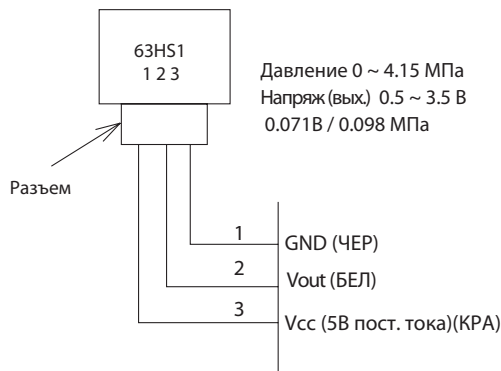 63HS1
1 2 3
Давление 0 ~ 4.15 МПа
Напряж (вых.) 0.5 ~ 3.5 В
0.071В / 0.098 МПа
Разъем
1
GND (ЧЕР)
2
Vout (БЕЛ)
3
Vcc (5В пост. тока)(КРА)